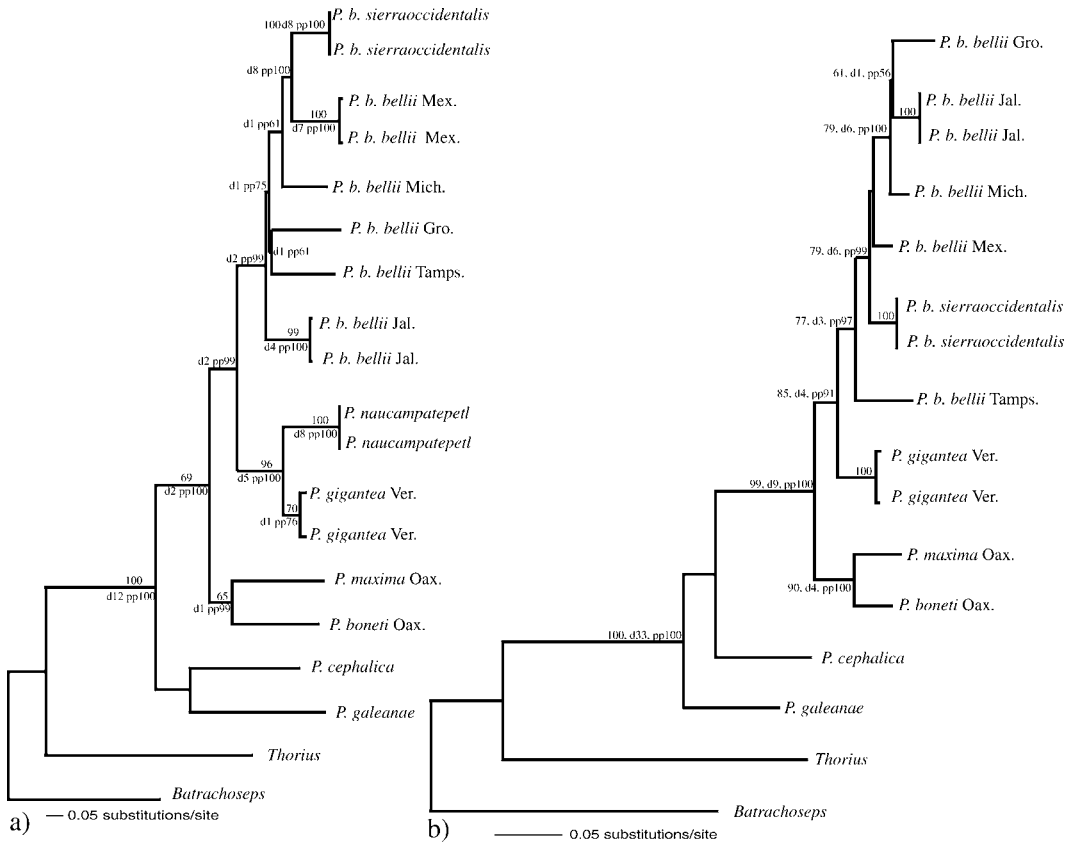 100 d8 pp100
P. b. sierraoccidentalis
P. b. sierraoccidentalis
d8 pp100
100
d7 pp100
P. b. bellii Mex.
P. b. bellii Mex.
d1 pp61
P. b. bellii Mich.
d1 pp75
P. b. bellii Gro.
d1 pp61
d2 pp99
P. b. bellii Tamps.
99
d4 pp100
P. b. bellii Jal.
P. b. bellii Jal.
d2 pp99
100
d8 pp100
P. naucampatepetl
P. naucampatepetl
96
d5 pp100
69
d2 pp100
70
d1 pp76
P. gigantea Ver.
P. gigantea Ver.
100
d12 pp100
65
d1 pp99
P. maxima Oax.
P. boneti Oax.
P. cephalica
P. galeanae
Thorius
Batrachoseps
a)
0.05 substitutions/site
P. b. bellii Gro.
61, d1, pp56
100
P. b. bellii Jal.
P. b. bellii Jal.
79, d6, pp100
P. b. bellii Mich.
79, d6, pp99
P. b. bellii Mex.
100
P. b. sierraoccidentalis
P. b. sierraoccidentalis
77, d3, pp97
85, d4, pp91
P. b. bellii Tamps.
100
P. gigantea Ver.
P. gigantea Ver.
99, d9, pp100
P. maxima Oax.
90, d4, pp100
P. boneti Oax.
100, d33, pp100
P. cephalica
P. galeanae
Thorius
Batrachoseps
b)
0.05 substitutions/site